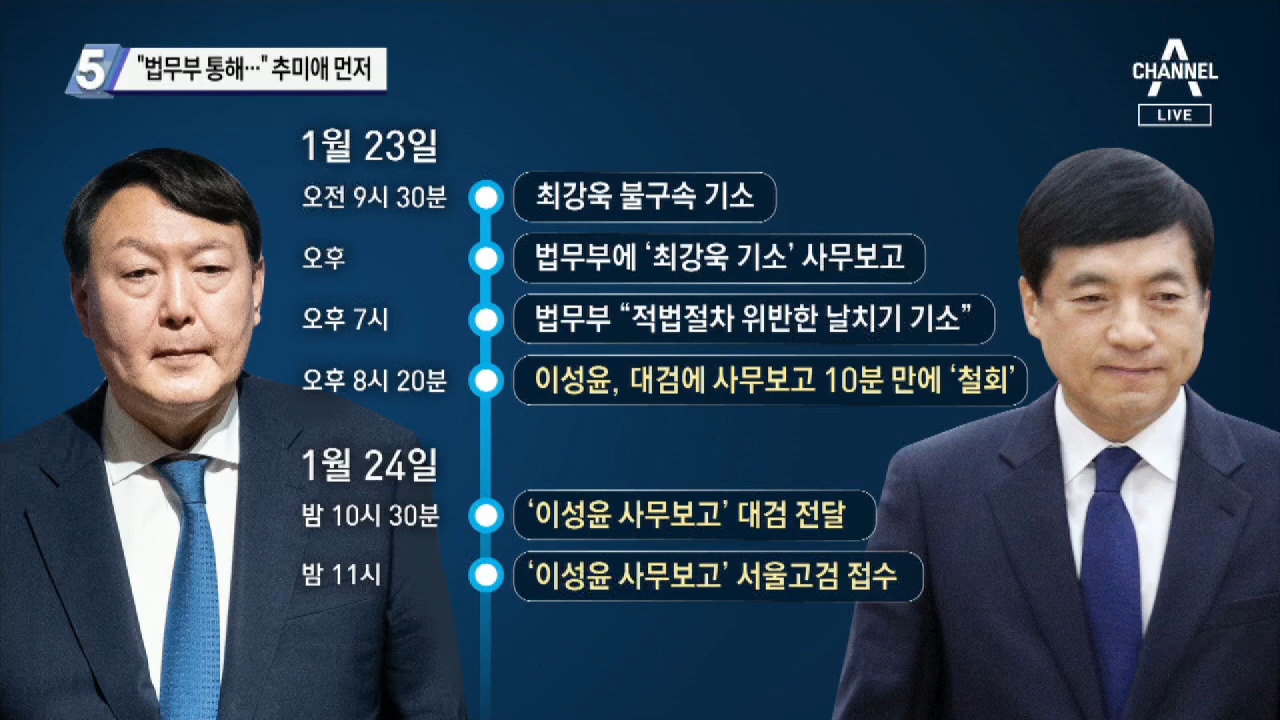 5 "법무부 통해…" 추미애 먼저
CHANNEL A
LIVE
1월 23일
오전 9시 30분 최강욱 불구속 기소
오후 법무부에 ‘최강욱 기소’ 사무보고
오후 7시 법무부 “적법절차 위반한 날치기 기소”
오후 8시 20분 이성윤, 대검에 사무보고 10분 만에 ‘철회’
1월 24일
밤 10시 30분 ‘이성윤 사무보고’ 대검 전달
밤 11시 ‘이성윤 사무보고’ 서울고검 접수